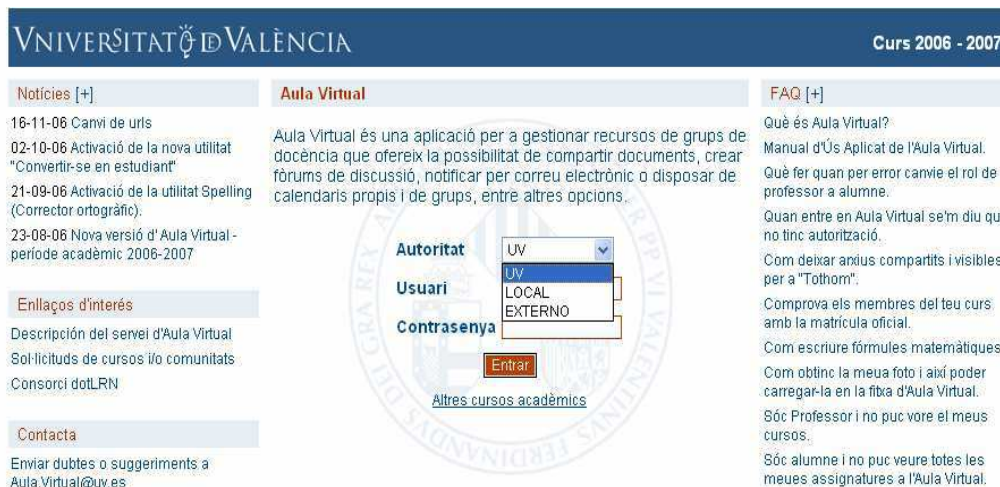 VNIVERSITAT D VALÈNCIA
Curs 2006 - 2007
Notícies [+]
16-11-06 Canvi de urls
02-10-06 Activació de la nova utilitat
"Convertir-se en estudiant"
21-09-06 Activació de la utilitat Spelling
(Corrector ortogràfic).
23-08-06 Nova versió d' Aula Virtual -
període acadèmic 2006-2007
Enllaços d'interés
Descripción del servei d'Aula Virtual
Sol·licituds de cursos i/o comunitats
Consorci dotLRN
Contacta
Enviar dubtes o suggeriments a
Aula.Virtual@uv.es
Aula Virtual
Aula Virtual és una aplicació per a gestionar recursos de grups de
docència que ofereix la possibilitat de compartir documents, crear
fòrums de discussió, notificar per correu electrònic o disposar de
calendaris propis i de grups, entre altres opcions.
Autoritat
UV
UV
LOCAL
EXTERNO
Usuari
Contrasenya
Entrar
Altres cursos acadèmics
FAQ [+]
Què és Aula Virtual?
Manual d'Ús Aplicat de l'Aula Virtual.
Què fer quan per error canvie el rol de
professor a alumne.
Quan entre en Aula Virtual se'm diu qu
no tinc autorització.
Com deixar arxius compartits i visibles
per a "Tothom".
Comprova els membres del teu curs
amb la matrícula oficial.
Com escriure fórmules matemàtiques
Com obtinc la meua foto i així poder
carregar-la en la fitxa d'Aula Virtual.
Sóc Professor i no puc vore el meus
cursos.
Sóc alumne i no puc veure totes les
meues assignatures a l'Aula Virtual.